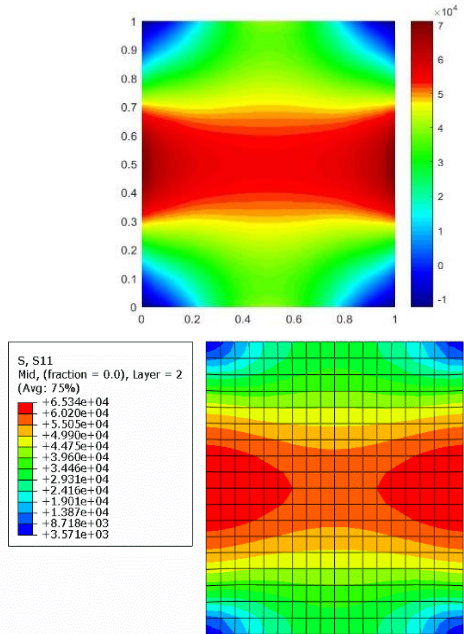 ×10⁴
1
0.9
0.8
0.7
0.6
0.5
0.4
0.3
0.2
0.1
0
0 0.2 0.4 0.6 0.8 1
7
6
5
4
3
2
1
0
-1
S, S11
Mid, (fraction = 0.0), Layer = 2
(Avg: 75%)
+6.534e+04
+6.020e+04
+5.505e+04
+4.990e+04
+4.475e+04
+3.960e+04
+3.446e+04
+2.931e+04
+2.416e+04
+1.901e+04
+1.387e+04
+8.718e+03
+3.571e+03